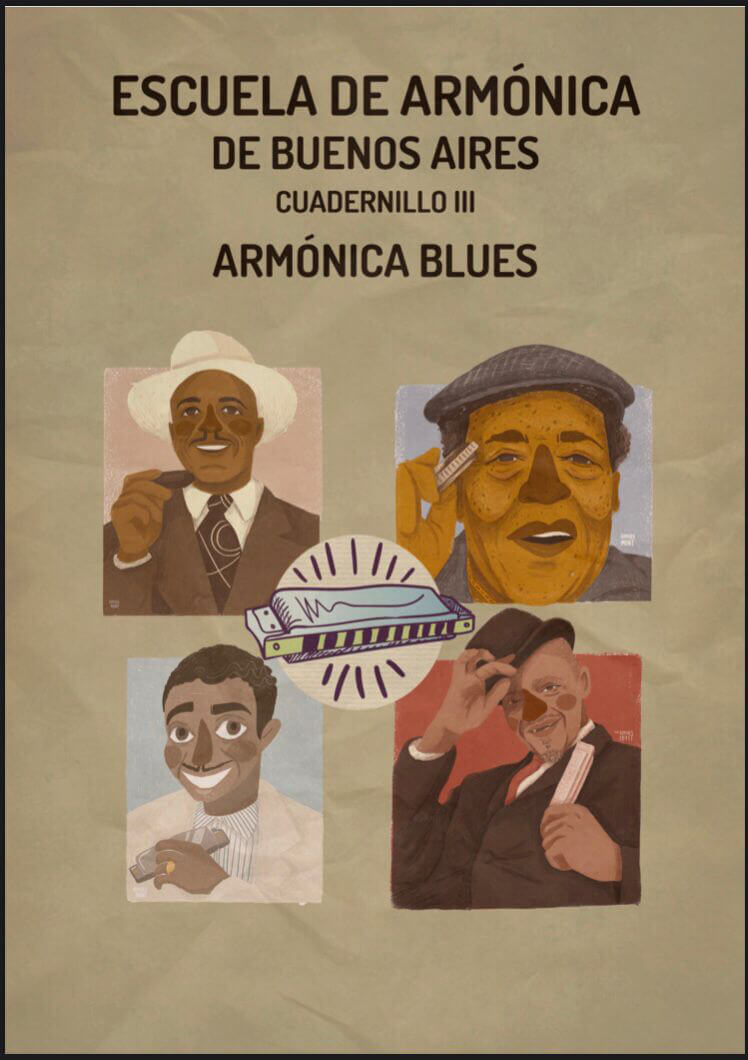 ESCUELA DE ARMÓNICA
DE BUENOS AIRES
CUADERNILLO III
ARMÓNICA BLUES